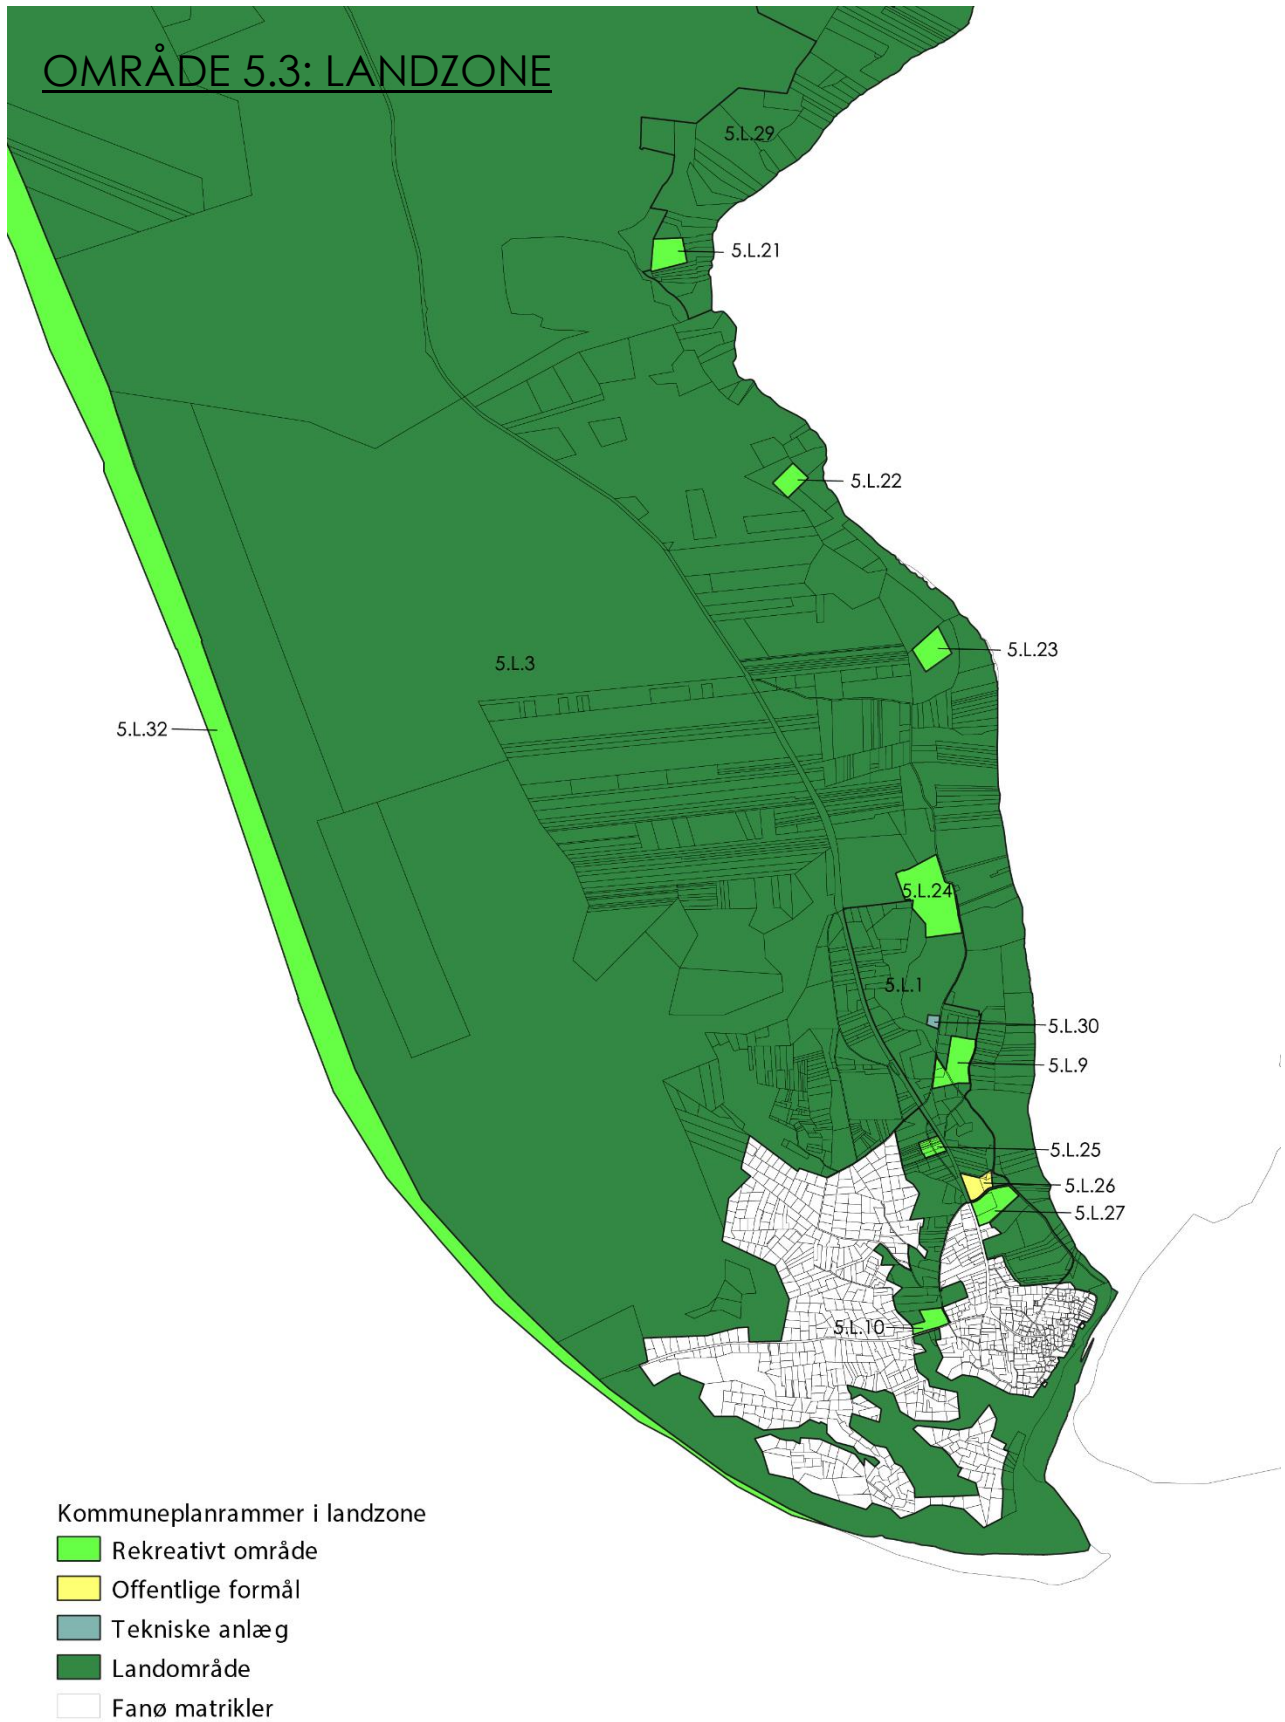 OMRÅDE 5.3: LANDZONE
5.L.29
5.L.21
5.L.22
5.L.23
5.L.3
5.L.32
5.L.24
5.L.1
5.L.30
5.L.9
5.L.25
5.L.26
5.L.27
5.L.10
Kommuneplanrammer i landzone
Rekreativt område
Offentlige formål
Tekniske anlæg
Landområde
Fanø matrikler